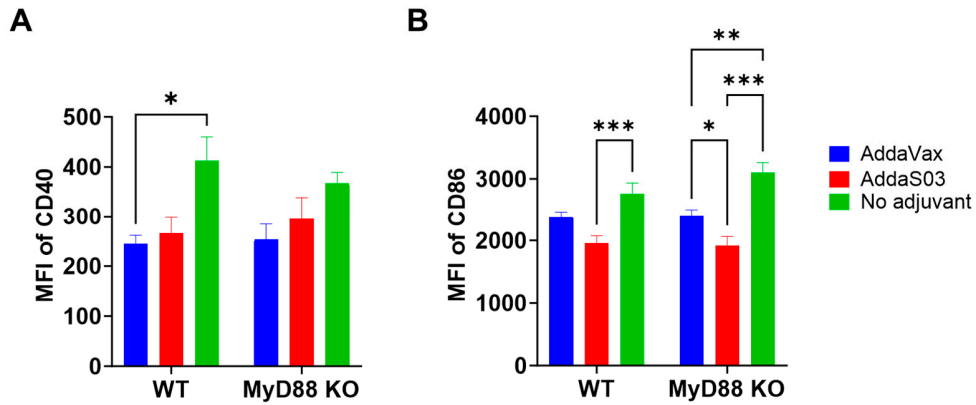 A
MFI of CD40
500
400
300
200
100
0
*
WT
MyD88 KO
B
MFI of CD86
4000
3000
2000
1000
0
***
**
***
*
WT
MyD88 KO
AddaVax
AddaS03
No adjuvant